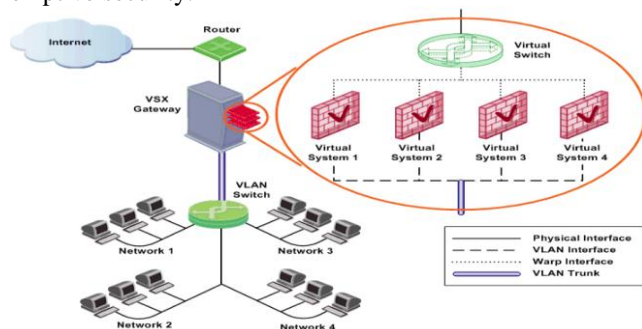 Internet
Router
VSX
Gateway
VLAN
Switch
Network 1
Network 3
Network 2
Network 4
Virtual
Switch
Virtual
System 1
Virtual
System 2
Virtual
System 3
Virtual
System 4
Physical Interface
VLAN Interface
Warp Interface
VLAN Trunk